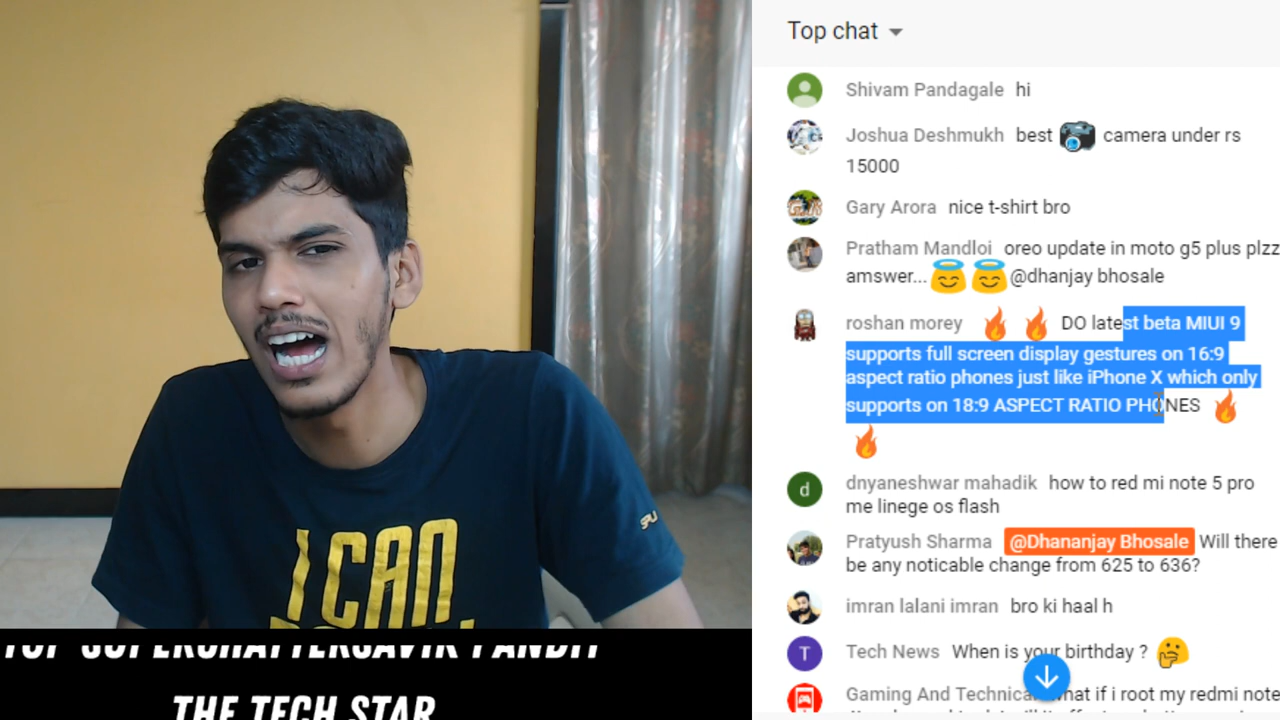 Top chat
Shivam Pandagale hi
Joshua Deshmukh best camera under rs
15000
Gary Arora nice t-shirt bro
Pratham Mandloi oreo update in moto g5 plus plzz
amswer... @dhanjay bhosale
roshan morey DO latest beta MIUI 9
supports full screen display gestures on 16:9
aspect ratio phones just like iPhone X which only
supports on 18:9 ASPECT RATIO PHONES
d dnyaneshwar mahadik how to red mi note 5 pro
me linege os flash
Pratyush Sharma @Dhananjay Bhosale Will there
be any noticable change from 625 to 636?
imran lalani imran bro ki haal h
T Tech News When is your birthday ?
Gaming And Technical what if i root my redmi note
I CAN
TOP SUPERCHATTERSAVIK PANDIT
THE TECH STAR